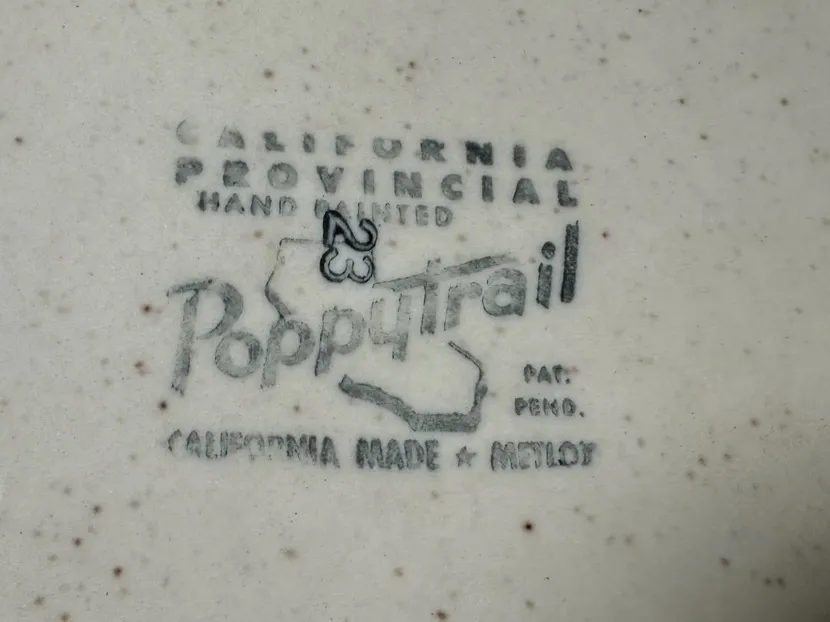 CALIFORNIA
PROVINCIAL
HAND PAINTED
23
Poppytrail
PAT.
PEND.
CALIFORNIA MADE ★ METLOX